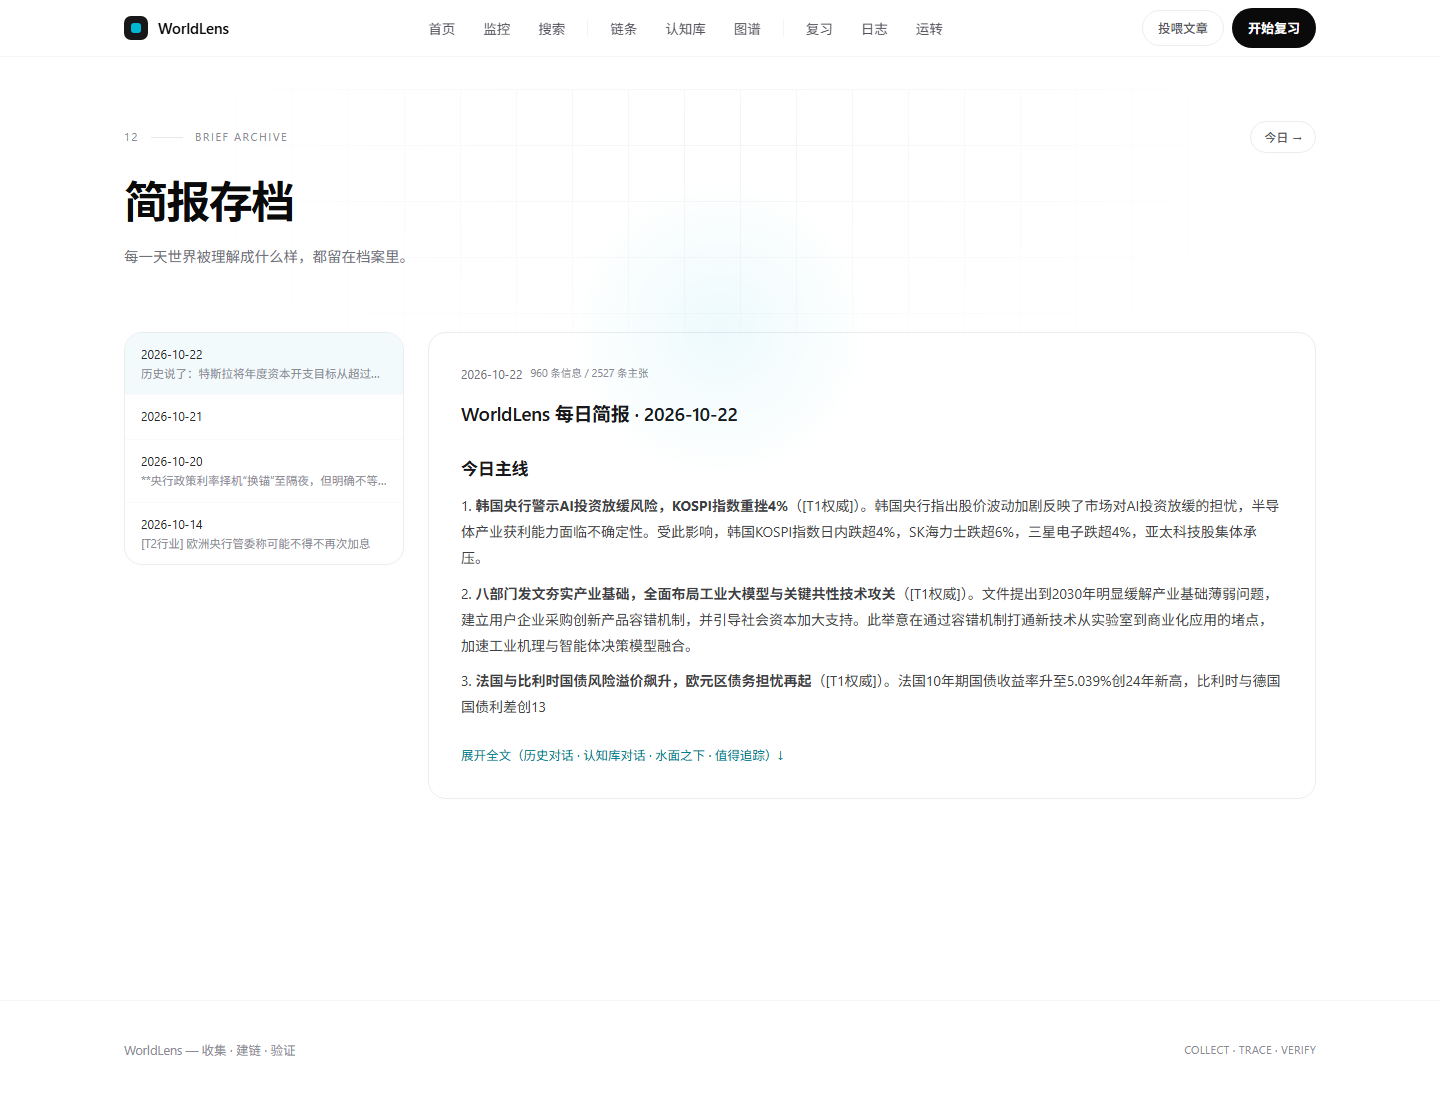 WorldLens
首页
监控
搜索
链条
认知库
图谱
复习
日志
运转
投喂文章
开始复习
12
BRIEF ARCHIVE
今日 →
简报存档
每一天世界被理解成什么样，都留在档案里。
2026-10-22
历史说了：特斯拉将年度资本开支目标从超过...
2026-10-21
2026-10-20
**央行政策利率择机“换锚”至隔夜，但明确不等...
2026-10-14
[T2行业] 欧洲央行管委称可能不得不再次加息
2026-10-22 960 条信息 / 2527 条主张
WorldLens 每日简报 · 2026-10-22
今日主线
1. 韩国央行警示AI投资放缓风险，KOSPI指数重挫4%（[T1权威]）。韩国央行指出股价波动加剧反映了市场对AI投资放缓的担忧，半导
体产业获利能力面临不确定性。受此影响，韩国KOSPI指数日内跌超4%，SK海力士跌超6%，三星电子跌超4%，亚太科技股集体承
压。
2. 八部门发文夯实产业基础，全面布局工业大模型与关键共性技术攻关（[T1权威]）。文件提出到2030年明显缓解产业基础薄弱问题，
建立用户企业采购创新产品容错机制，并引导社会资本加大支持。此举意在通过容错机制打通新技术从实验室到商业化应用的堵点，
加速工业机理与智能体决策模型融合。
3. 法国与比利时国债风险溢价飙升，欧元区债务担忧再起（[T1权威]）。法国10年期国债收益率升至5.039%创24年新高，比利时与德国
国债利差创13
展开全文（历史对话 · 认知库对话 · 水面之下 · 值得追踪）↓
WorldLens — 收集 · 建链 · 验证
COLLECT · TRACE · VERIFY